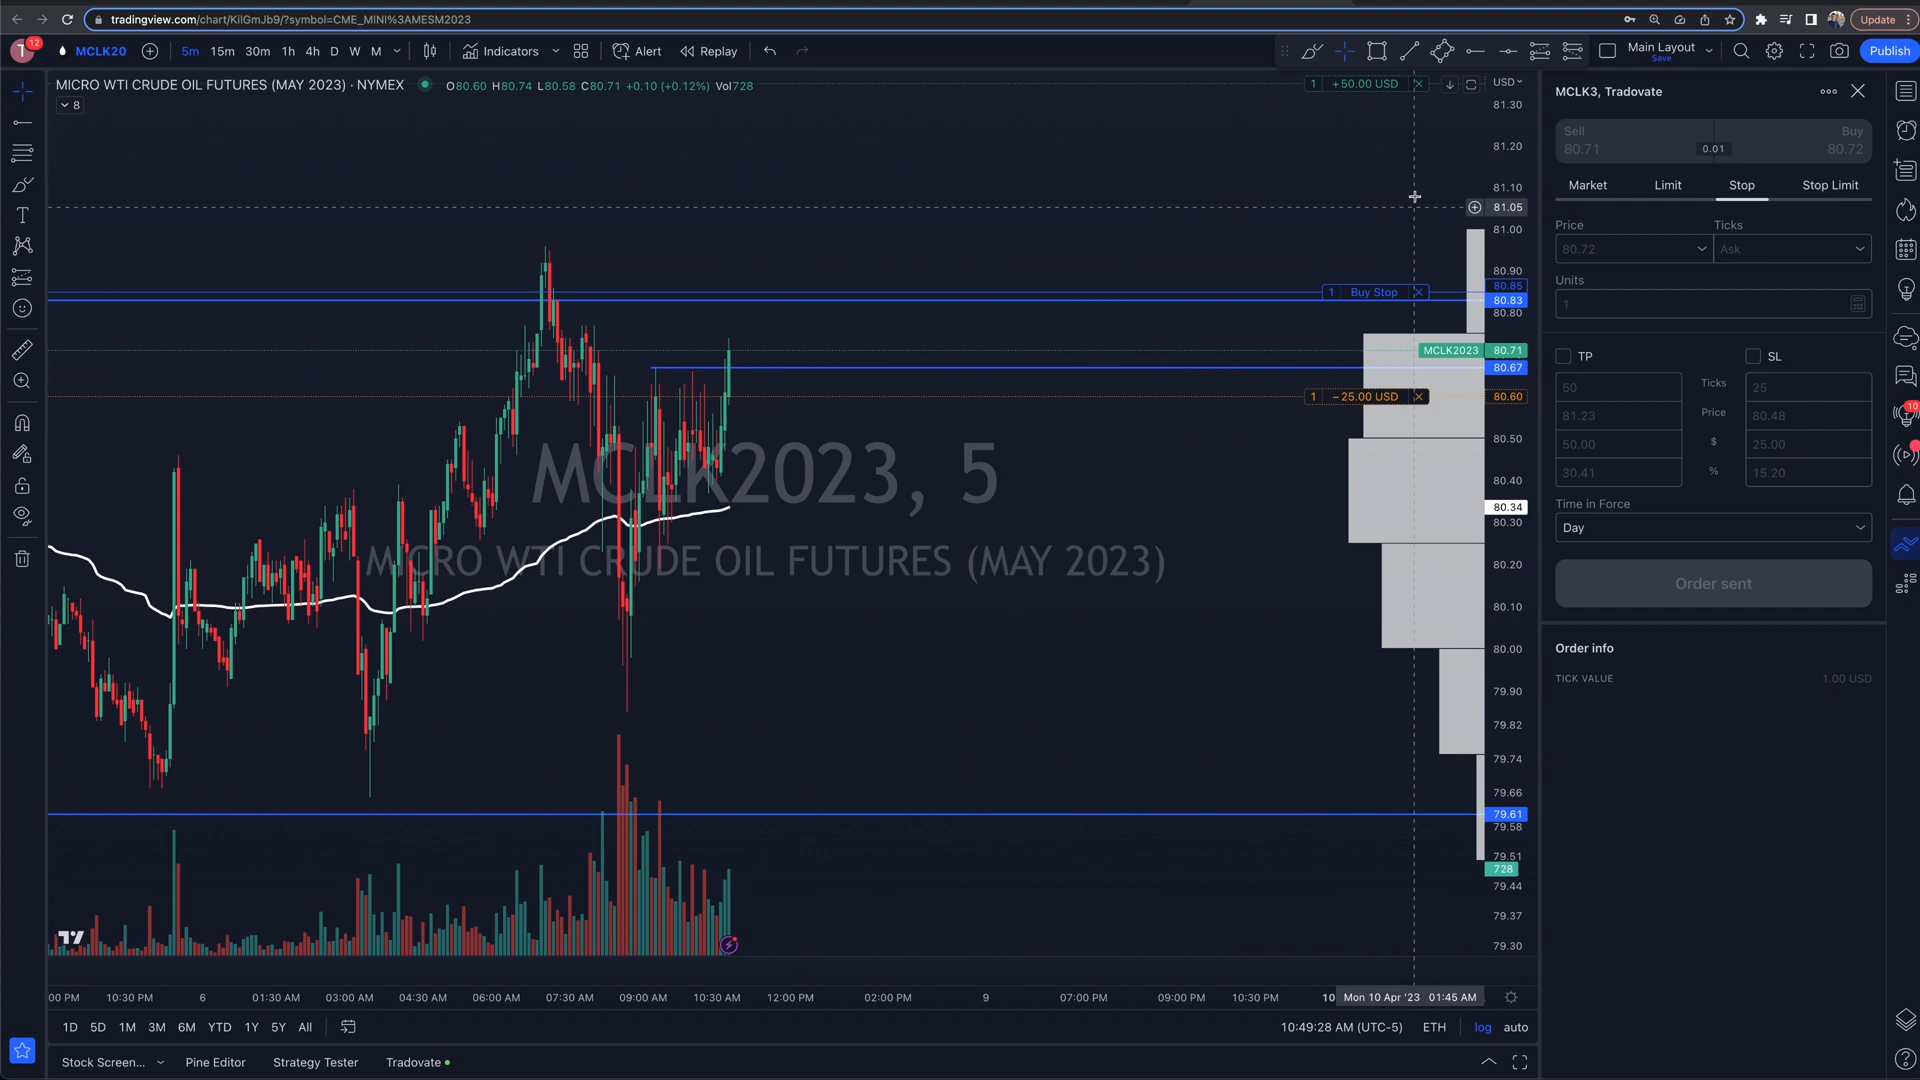 tradingview.com/chart/KilGmJb9/?symbol=CME_MINI%3AMESM2023
Update
T 12 MCLK20 5m 15m 30m 1h 4h D W M Indicators Alert Replay Main Layout Save Publish
MICRO WTI CRUDE OIL FUTURES (MAY 2023) · NYMEX O80.60 H80.74 L80.58 C80.71 +0.10 (+0.12%) Vol728
8
1 +50.00 USD
USD
81.30
81.20
81.10
81.05
81.00
80.90
80.85
1 Buy Stop
80.83
80.80
MCLK2023 80.71
80.67
1 −25.00 USD 80.60
80.50
80.40
80.34
80.30
80.20
80.10
80.00
79.90
79.82
79.74
79.66
79.61
79.58
79.51
728
79.44
79.37
79.30
MCLK2023, 5
MICRO WTI CRUDE OIL FUTURES (MAY 2023)
00 PM 10:30 PM 6 01:30 AM 03:00 AM 04:30 AM 06:00 AM 07:30 AM 09:00 AM 10:30 AM 12:00 PM 02:00 PM 9 07:00 PM 09:00 PM 10:30 PM 10 Mon 10 Apr '23 01:45 AM
1D 5D 1M 3M 6M YTD 1Y 5Y All
10:49:28 AM (UTC-5) ETH log auto
Stock Screen... Pine Editor Strategy Tester Tradovate
MCLK3, Tradovate
Sell Buy
80.71 0.01 80.72
Market Limit Stop Stop Limit
Price Ticks
80.72 Ask
Units
1
TP SL
50 Ticks 25
81.23 Price 80.48
50.00 $ 25.00
30.41 % 15.20
Time in Force
Day
Order sent
Order info
TICK VALUE 1.00 USD
10